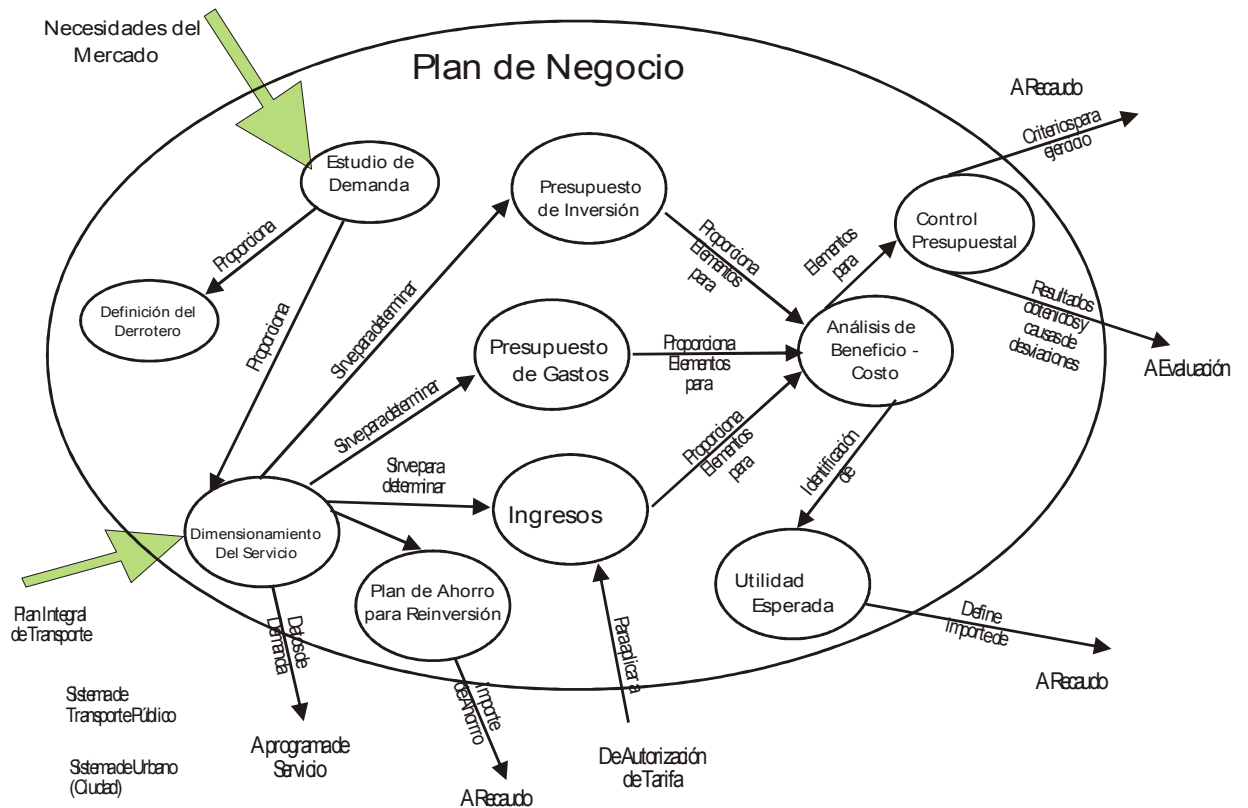 Necesidades del
Mercado
Plan de Negocio
A Recaudo
Criterios para
ejercicio
Estudio de
Demanda
Presupuesto
de Inversión
Control
Presupuestal
Proporciona
Proporciona
Elementos
para
Elementos
para
Definición del
Derrotero
Proporciona
Sirve para determinar
Resultados
obtenidos y
causas de
desviaciones
A Evaluación
Presupuesto
de Gastos
Proporciona
Elementos
para
Análisis de
Beneficio -
Costo
Sirve para determinar
Proporciona
Elementos
para
Identificación
de
Sirve para
determinar
Ingresos
Dimensionamiento
Del Servicio
Plan de Ahorro
para Reinversión
Utilidad
Esperada
Define
Importe de
A Recaudo
Plan Integral
de Transporte
Datos de
Demanda
Importe
de Ahorro
Para aplicar a
Sistema de
Transporte Público
A programa de
Servicio
De Autorización
de Tarifa
Sistema de Urbano
(Ciudad)
A Recaudo